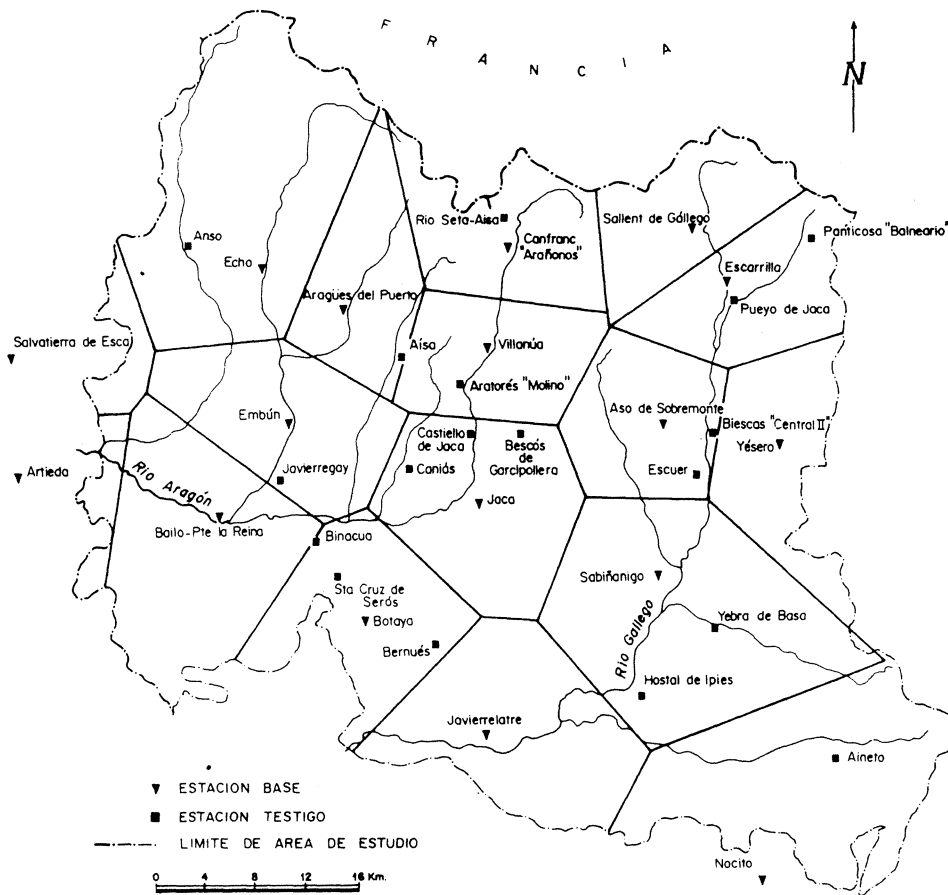 FRANCIA
N
Rio Seta-Aisa
Sallent de Góllego
Anso
Canfranc
"Arañonos"
Panticosa "Balneario"
Echo
Escarrilla
Aragües del Puerto
Pueyo de Jaca
Salvatierra de Esca
Aísa
Villanúa
Aratorés "Molino"
Embún
Aso de Sobremonte
Castiello
de Jaca
Bescós
de
Garcipollera
Biescas "Central II"
Yésero
Artieda
Rio Aragón
Javierregay
Caniás
Escuer
Jaca
Bailo-Pte la Reina
Binacua
Sta Cruz de
Serós
Sabiñanigo
Botaya
Yebra de Basa
Rio Gallego
Bernués
Hostal de Ipies
Javierrelatre
Aineto
ESTACION BASE
ESTACION TESTIGO
LIMITE DE AREA DE ESTUDIO
Nocito
0 4 8 12 16 Km.